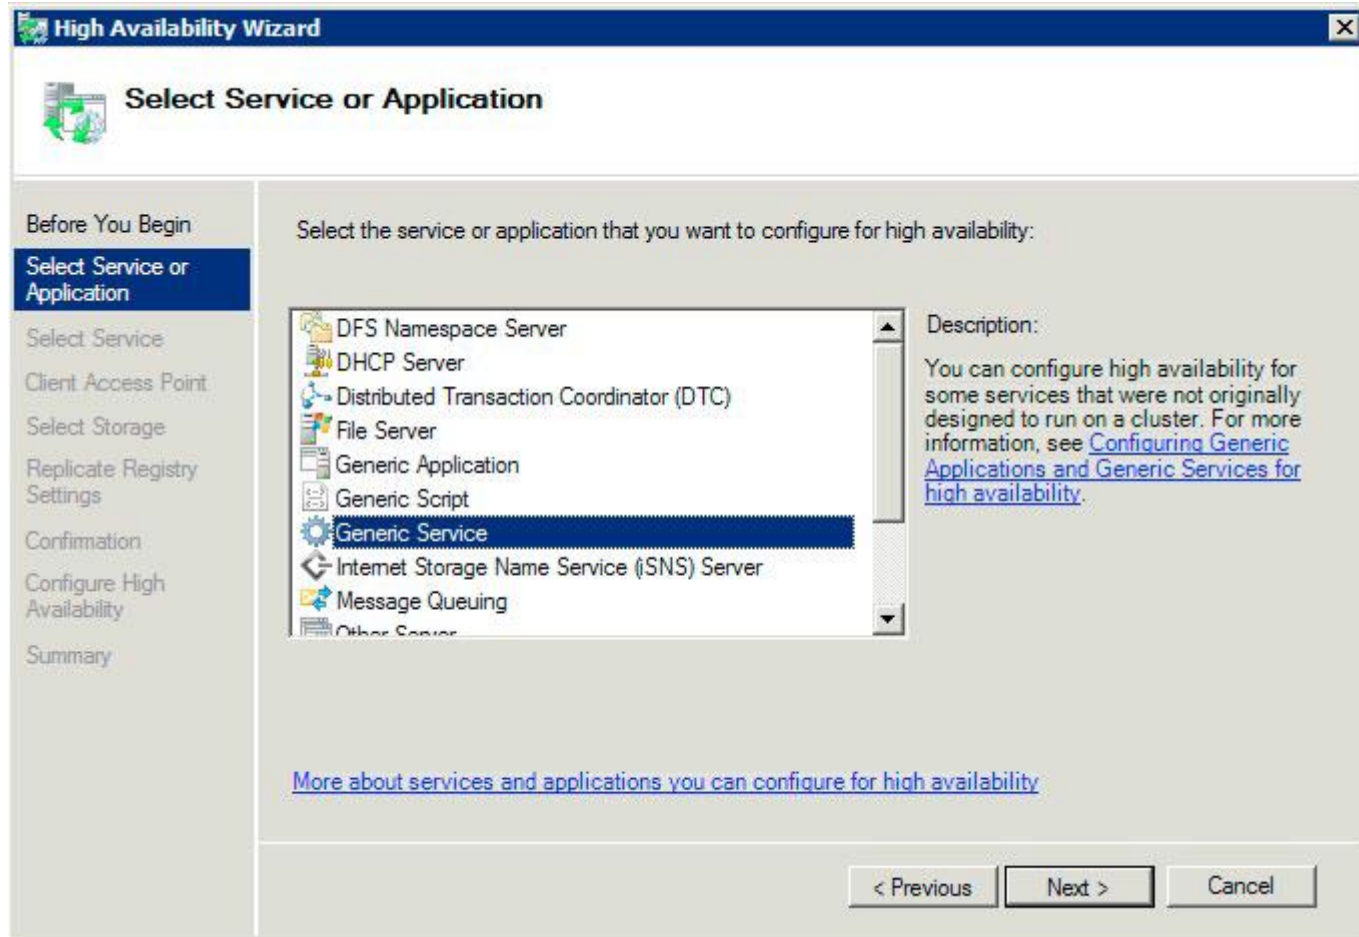 High Availability Wizard
Select Service or Application
Before You Begin
Select Service or
Application
Select Service
Client Access Point
Select Storage
Replicate Registry
Settings
Confirmation
Configure High
Availability
Summary
Select the service or application that you want to configure for high availability:
DFS Namespace Server
DHCP Server
Distributed Transaction Coordinator (DTC)
File Server
Generic Application
Generic Script
Generic Service
Internet Storage Name Service (iSNS) Server
Message Queuing
Other Server
Description:
You can configure high availability for
some services that were not originally
designed to run on a cluster. For more
information, see Configuring Generic
Applications and Generic Services for
high availability.
More about services and applications you can configure for high availability
< Previous
Next >
Cancel